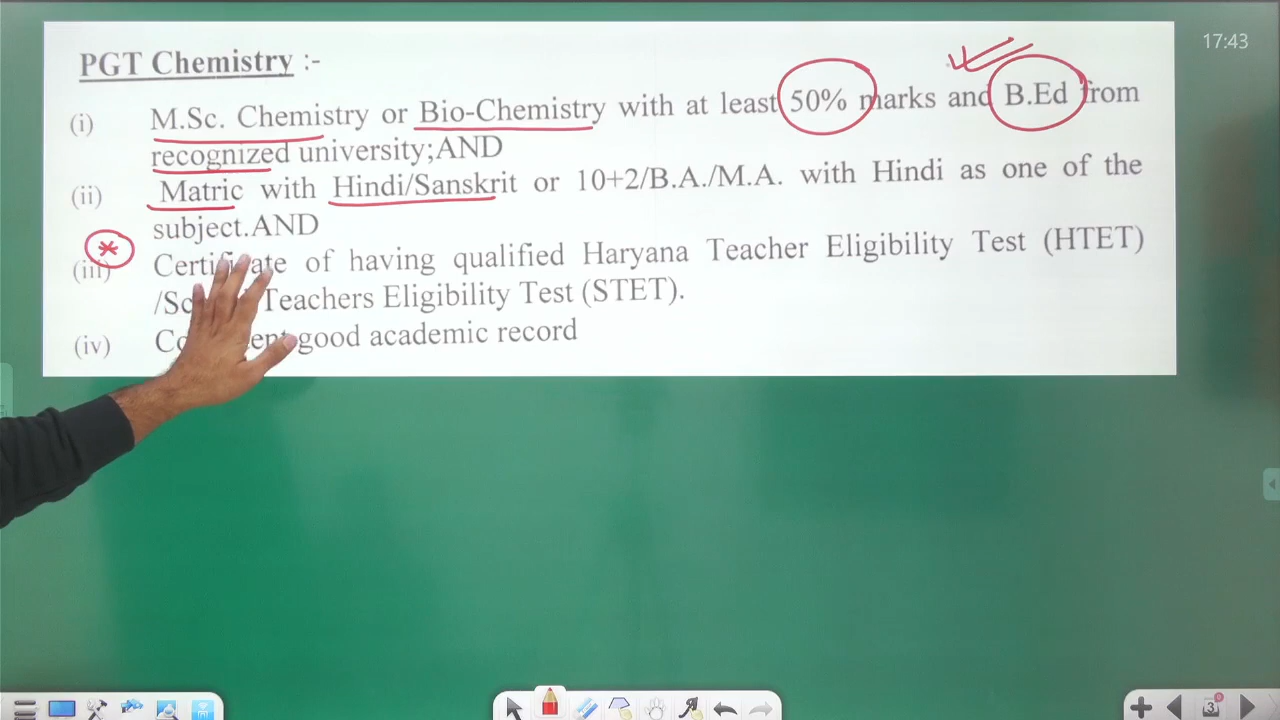 17:43
PGT Chemistry :-
(i) M.Sc. Chemistry or Bio-Chemistry with at least 50% marks and B.Ed from
recognized university;AND
(ii) Matric with Hindi/Sanskrit or 10+2/B.A./M.A. with Hindi as one of the
subject.AND
(iii) Certificate of having qualified Haryana Teacher Eligibility Test (HTET)
Teachers Eligibility Test (STET).
(iv) good academic record